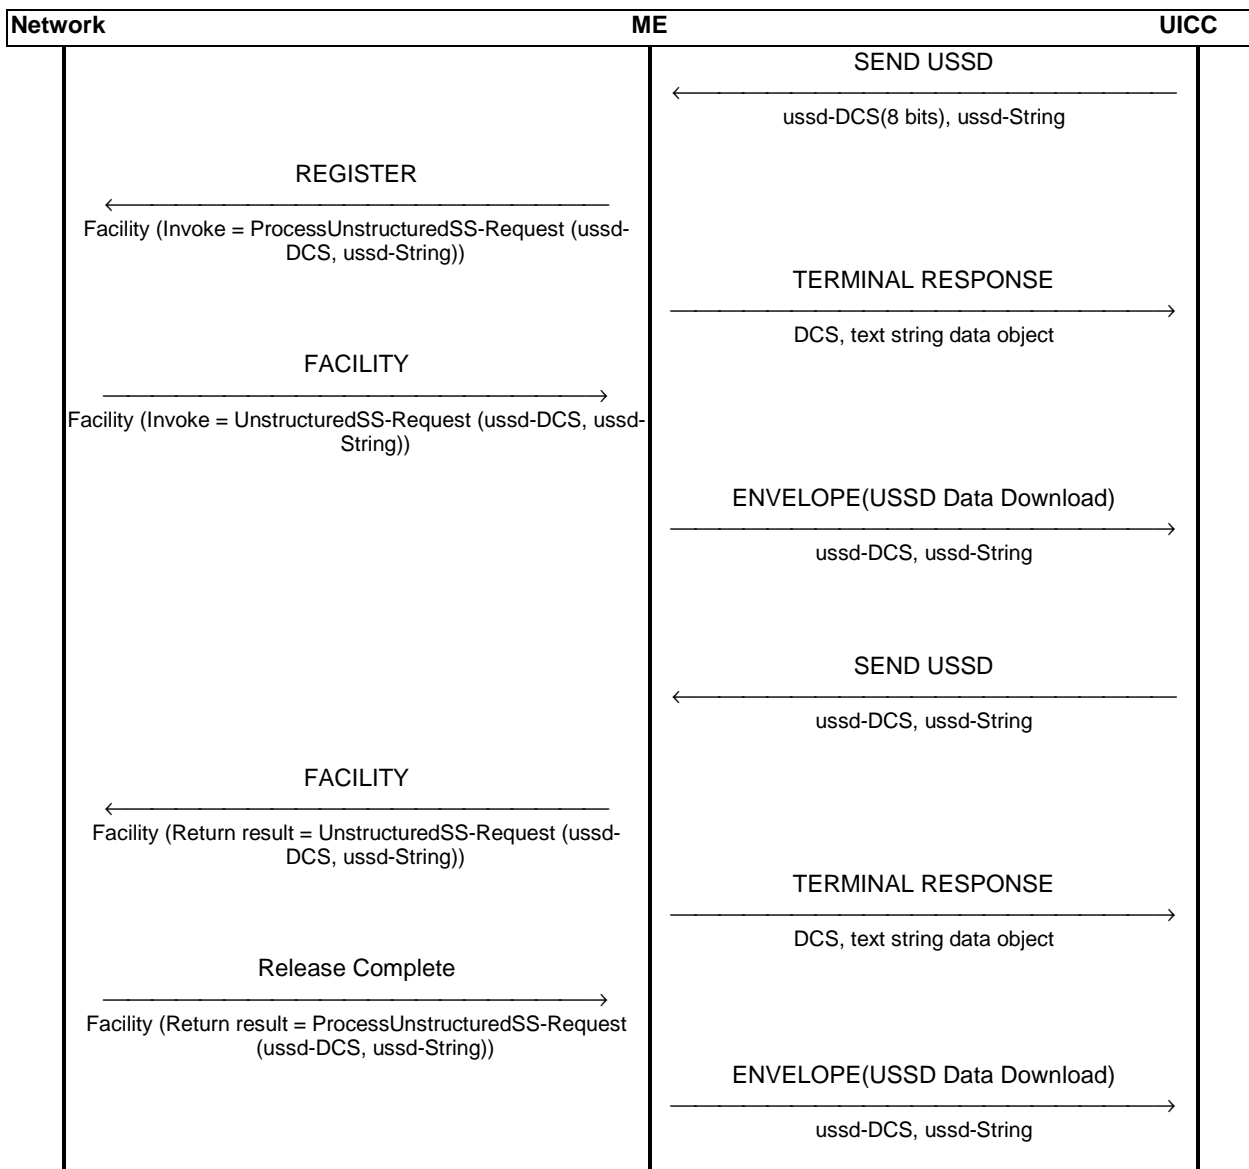 Network ME UICC
SEND USSD
ussd-DCS(8 bits), ussd-String
REGISTER
Facility (Invoke = ProcessUnstructuredSS-Request (ussd-
DCS, ussd-String))
TERMINAL RESPONSE
DCS, text string data object
FACILITY
Facility (Invoke = UnstructuredSS-Request (ussd-DCS, ussd-
String))
ENVELOPE(USSD Data Download)
ussd-DCS, ussd-String
SEND USSD
ussd-DCS, ussd-String
FACILITY
Facility (Return result = UnstructuredSS-Request (ussd-
DCS, ussd-String))
TERMINAL RESPONSE
DCS, text string data object
Release Complete
Facility (Return result = ProcessUnstructuredSS-Request
(ussd-DCS, ussd-String))
ENVELOPE(USSD Data Download)
ussd-DCS, ussd-String